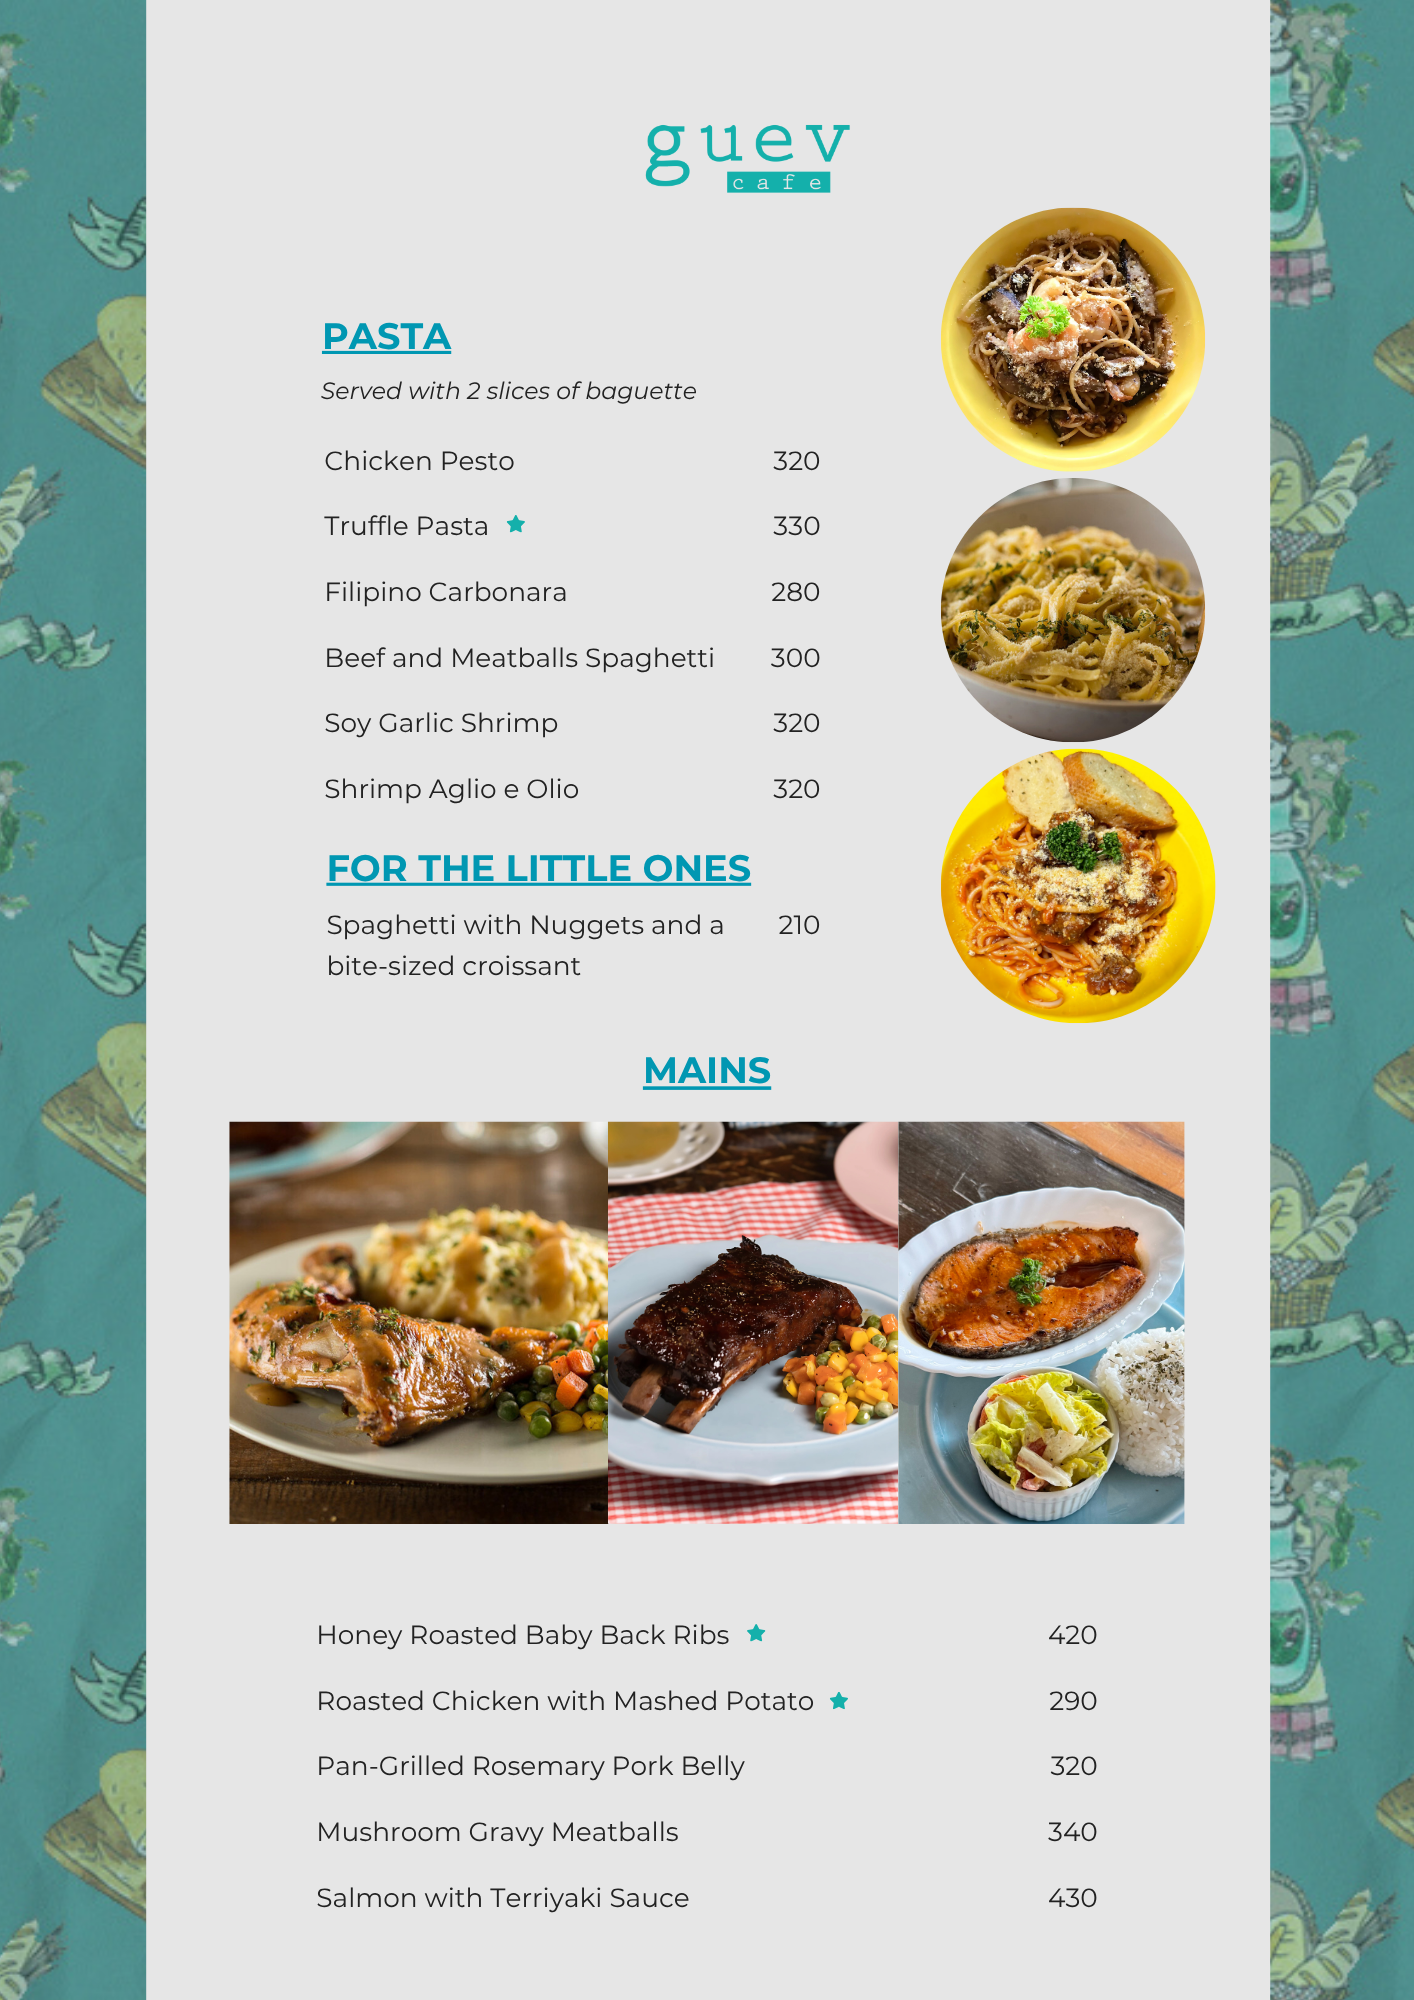 guev
cafe
PASTA
Served with 2 slices of baguette
Chicken Pesto 320
Truffle Pasta 330
Filipino Carbonara 280
Beef and Meatballs Spaghetti 300
Soy Garlic Shrimp 320
Shrimp Aglio e Olio 320
FOR THE LITTLE ONES
Spaghetti with Nuggets and a 210
bite-sized croissant
MAINS
Honey Roasted Baby Back Ribs 420
Roasted Chicken with Mashed Potato 290
Pan-Grilled Rosemary Pork Belly 320
Mushroom Gravy Meatballs 340
Salmon with Terriyaki Sauce 430